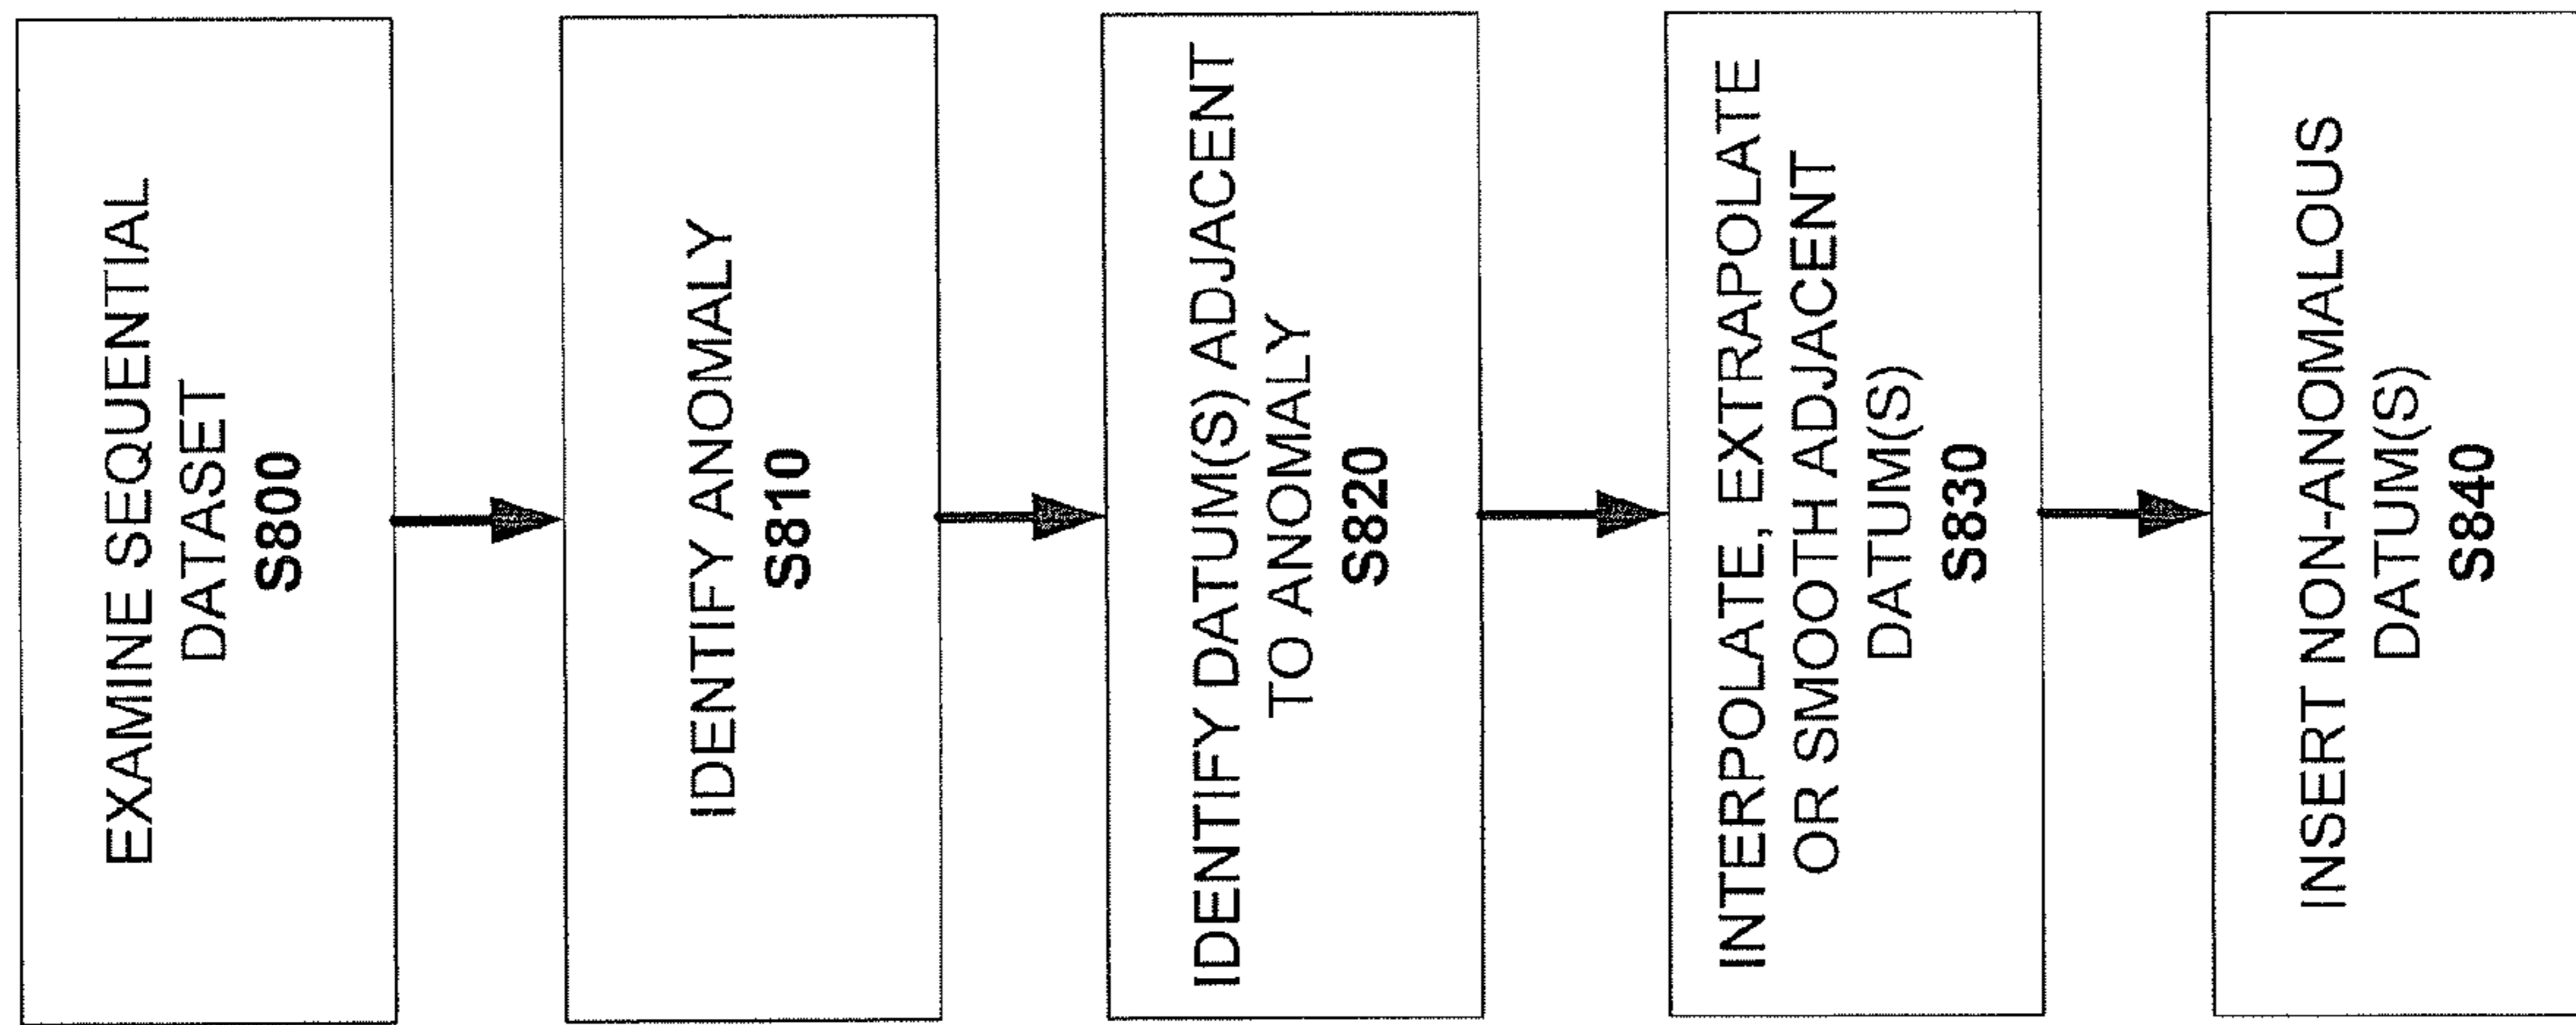 EXAMINE SEQUENTIAL
DATASET
S800
IDENTIFY ANOMALY
S810
IDENTIFY DATUM(S) ADJACENT
TO ANOMALY
S820
INTERPOLATE, EXTRAPOLATE
OR SMOOTH ADJACENT
DATUM(S)
S830
INSERT NON-ANOMALOUS
DATUM(S)
S840